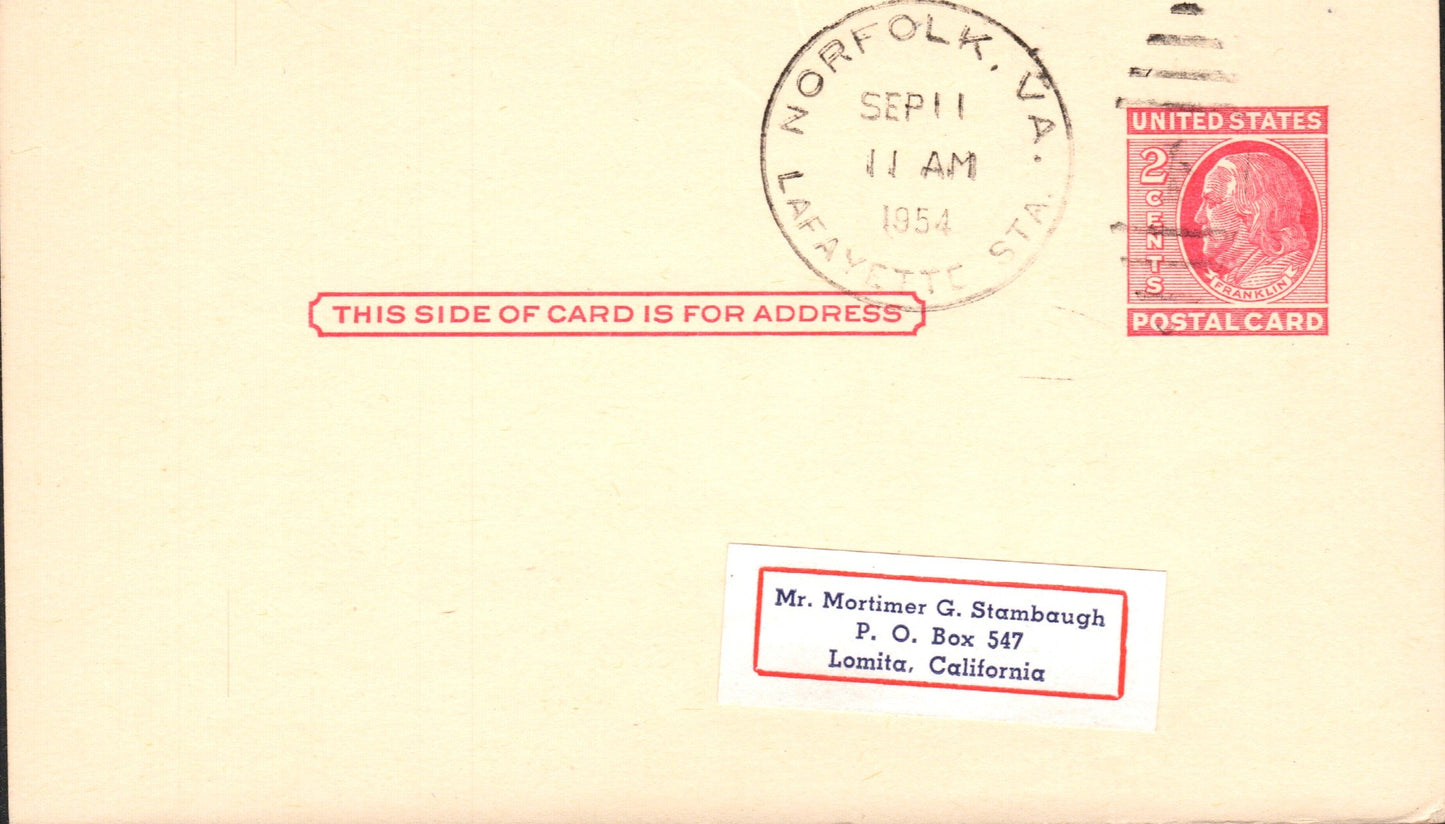 NORFOLK, VA.
SEP 11
11 AM
1954
LAFAYETTE STA.
UNITED STATES
2 CENTS
FRANKLIN
POSTAL CARD
THIS SIDE OF CARD IS FOR ADDRESS
Mr. Mortimer G. Stambaugh
P. O. Box 547
Lomita, California